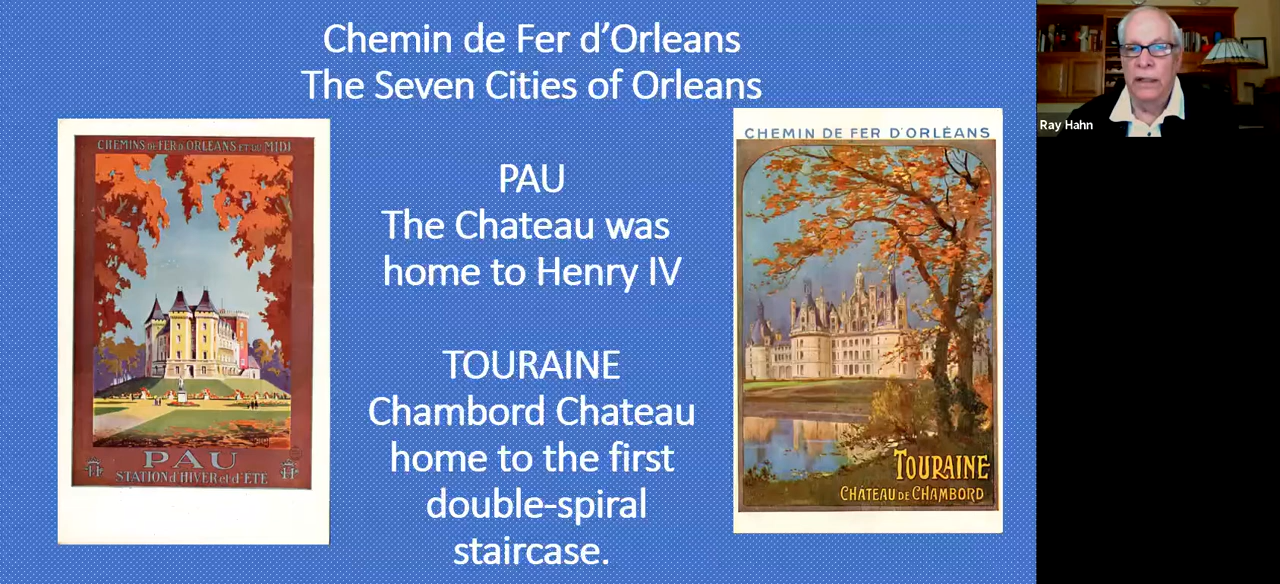 Chemin de Fer d’Orleans
The Seven Cities of Orleans
CHEMINS DE FER D'ORLEANS ET DU MIDI
PAU
STATION d'HIVER et d'ÉTÉ
PAU
The Chateau was
home to Henry IV
TOURAINE
Chambord Chateau
home to the first
double-spiral
staircase.
CHEMIN DE FER D'ORLÉANS
TOURAINE
CHÂTEAU DE CHAMBORD
Ray Hahn